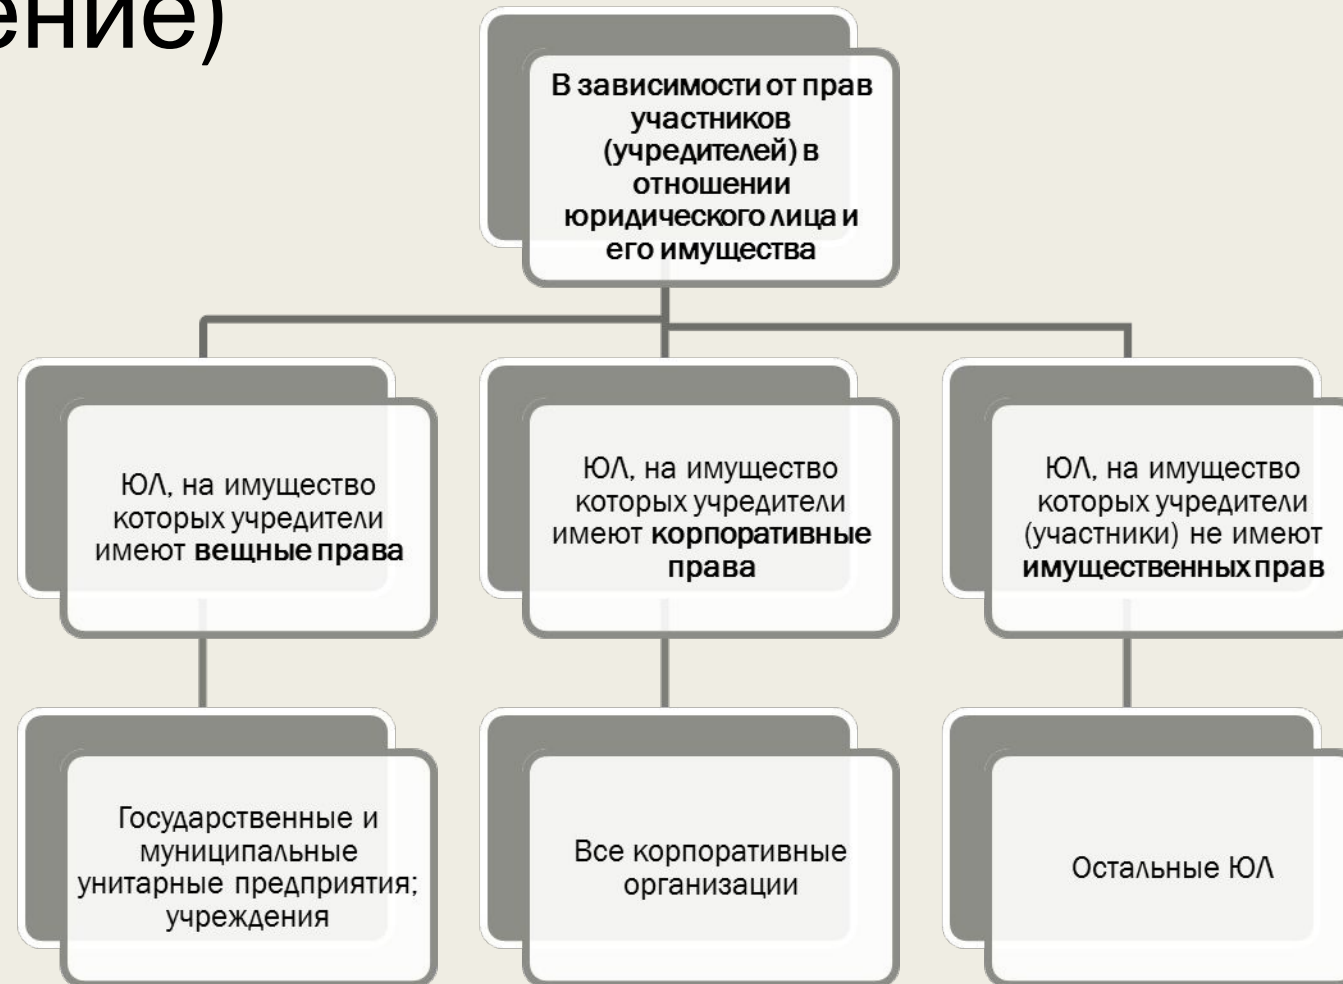 ение)
В зависимости от прав
участников
(учредителей) в
отношении
юридического лица и
его имущества
ЮЛ, на имущество
которых учредители
имеют вещные права
ЮЛ, на имущество
которых учредители
имеют корпоративные
права
ЮЛ, на имущество
которых учредители
(участники) не имеют
имущественных прав
Государственные и
муниципальные
унитарные предприятия;
учреждения
Все корпоративные
организации
Остальные ЮЛ